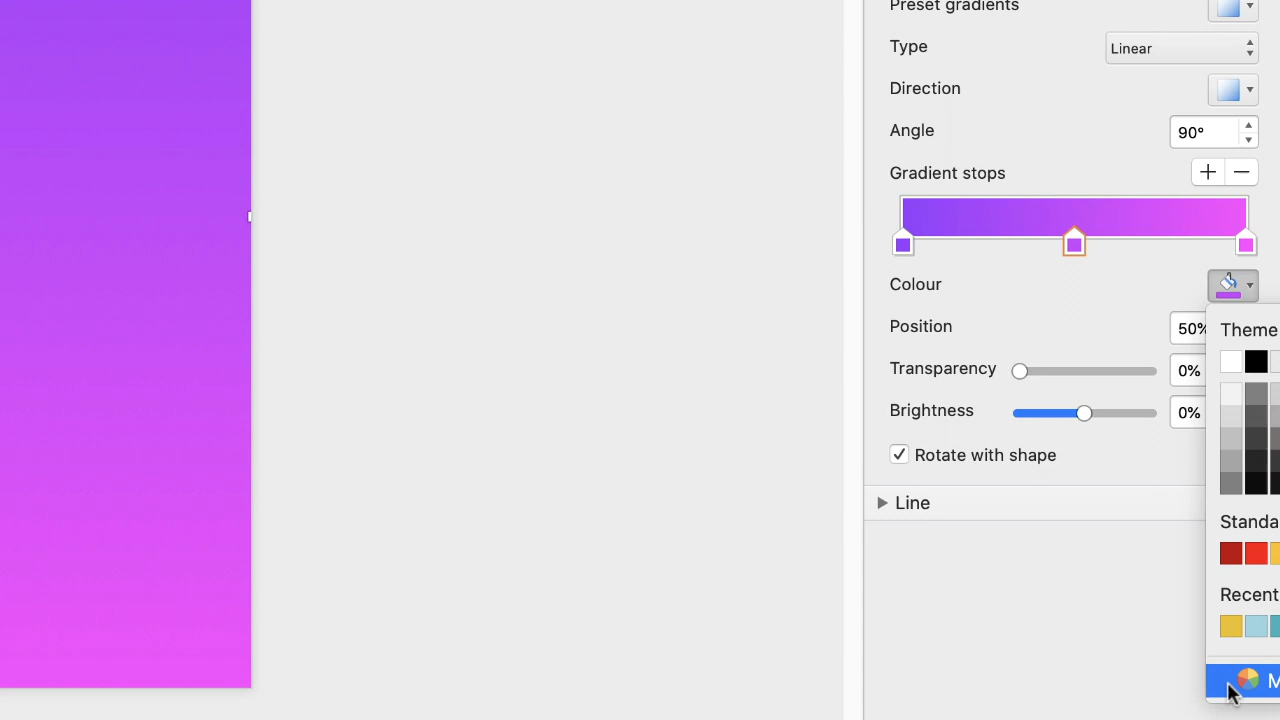 Preset gradients
Type Linear
Direction
Angle 90°
Gradient stops
Colour
Position 50%
Theme
Transparency 0%
Brightness 0%
Rotate with shape
Line
Standa
Recent
M